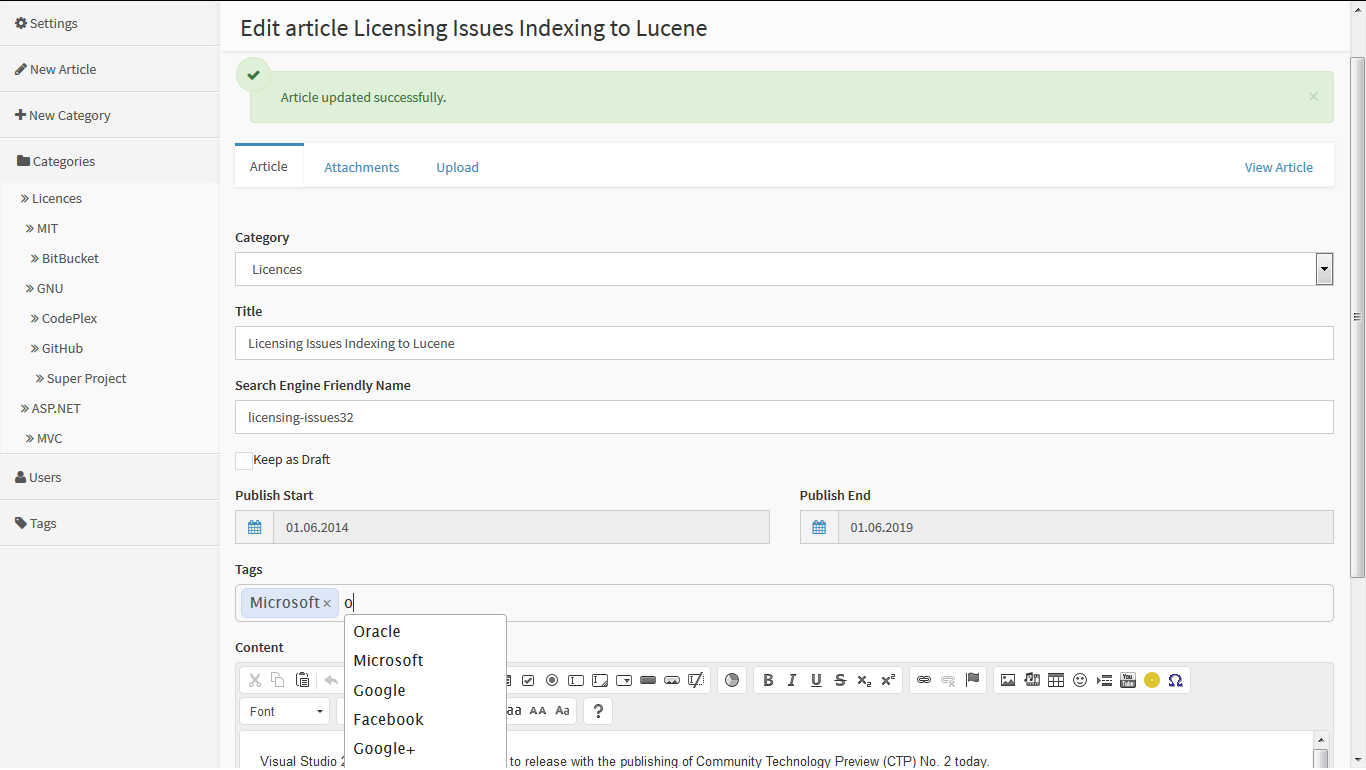 Settings
New Article
New Category
Categories
Licences
MIT
BitBucket
GNU
CodePlex
GitHub
Super Project
ASP.NET
MVC
Users
Tags
Edit article Licensing Issues Indexing to Lucene
Article updated successfully.
×
Article Attachments Upload View Article
Category
Licences
Title
Licensing Issues Indexing to Lucene
Search Engine Friendly Name
licensing-issues32
Keep as Draft
Publish Start Publish End
01.06.2014 01.06.2019
Tags
Microsoft × o
Oracle
Microsoft
Google
Facebook
Google+
Content
B I U S x₂ x²
You Tube
Ω
Font aa AA Aa ?
Visual Studio 2 to release with the publishing of Community Technology Preview (CTP) No. 2 today.